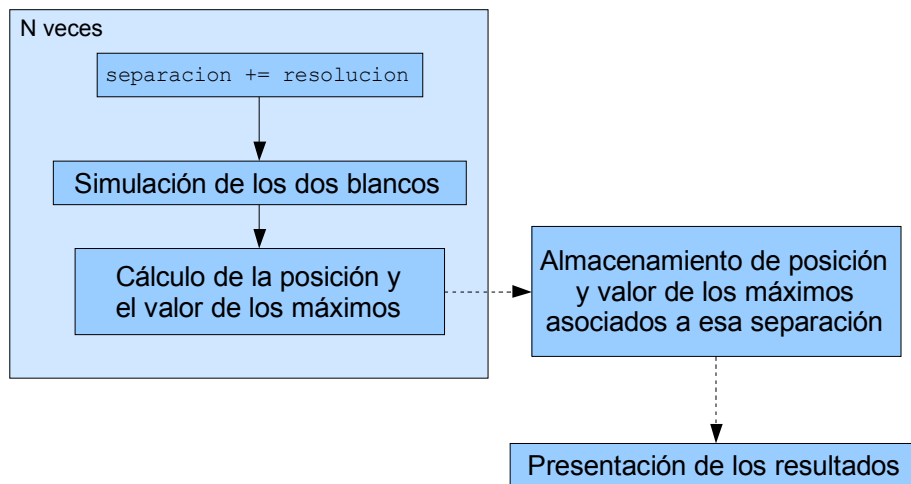 N veces
separacion += resolucion
Simulación de los dos blancos
Cálculo de la posición y
el valor de los máximos
Almacenamiento de posición
y valor de los máximos
asociados a esa separación
Presentación de los resultados